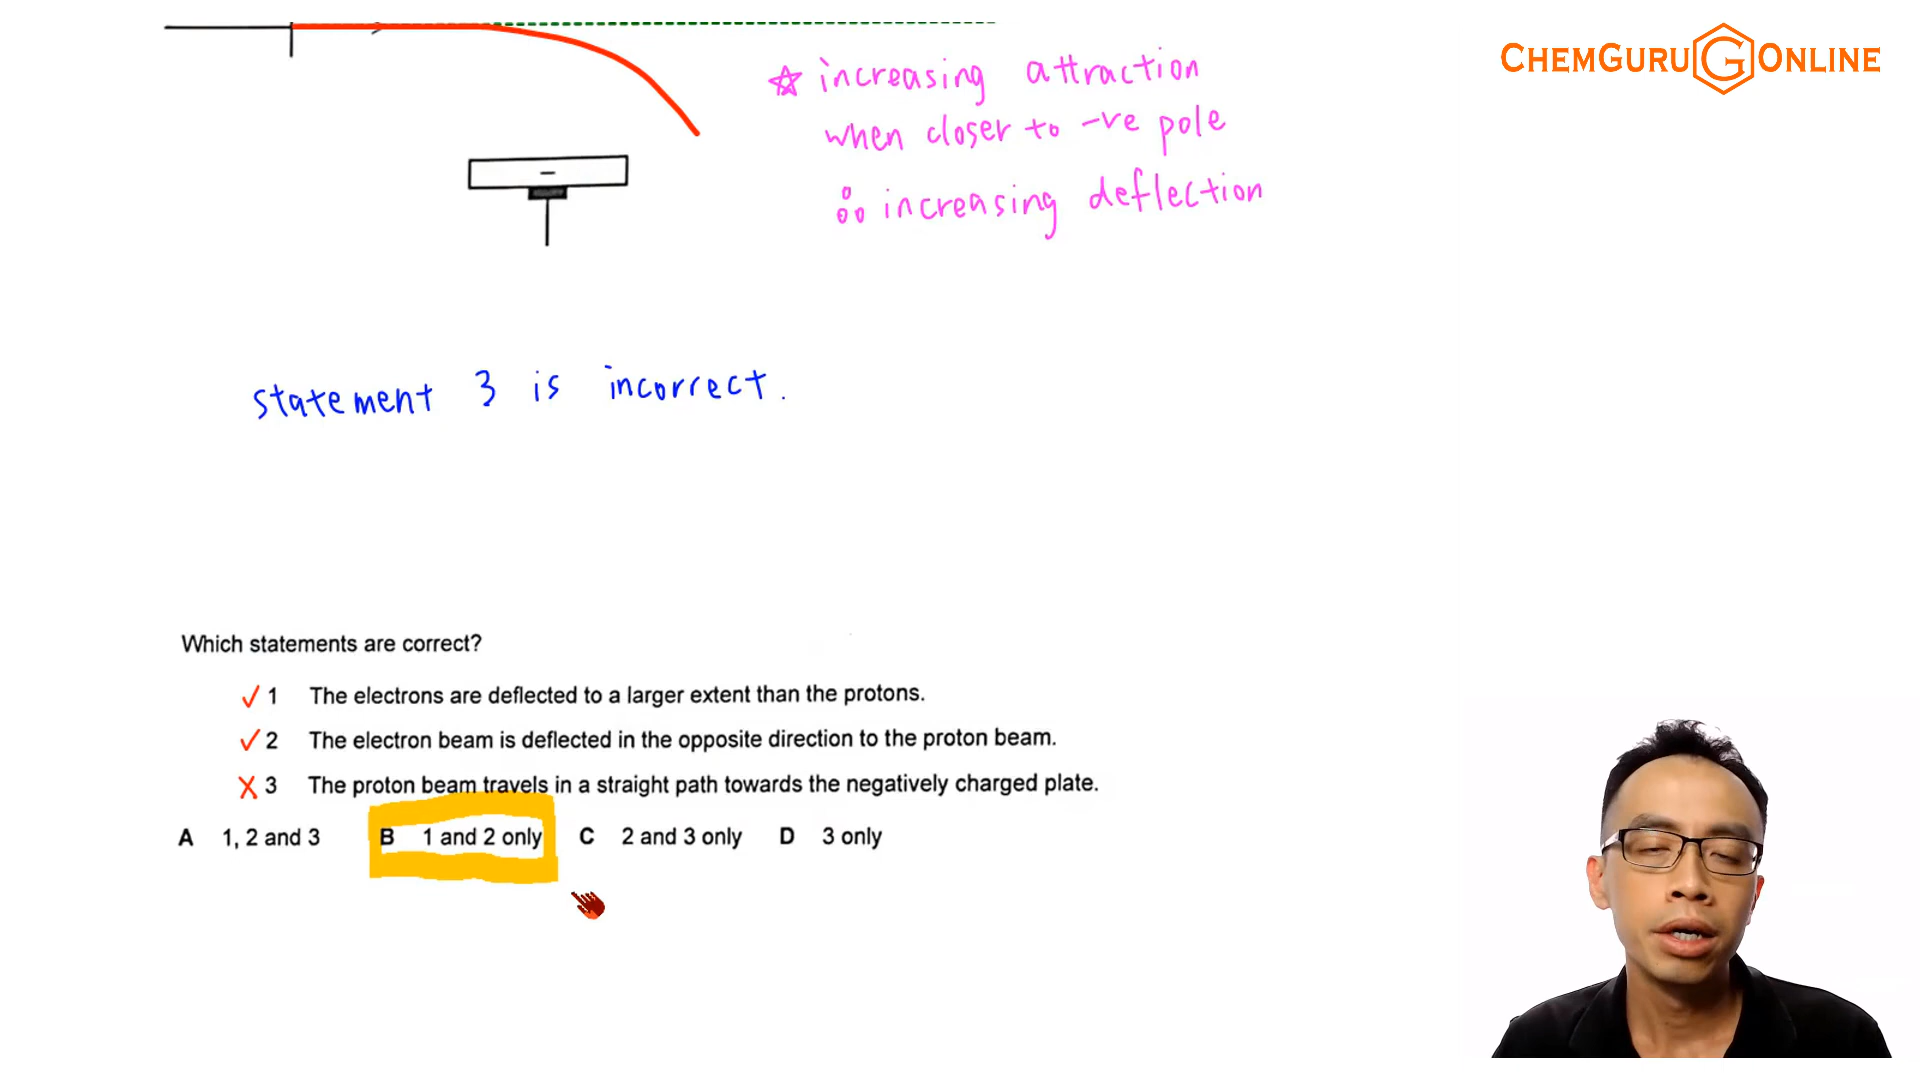 CHEMGURU G ONLINE
☆ increasing attraction
when closer to -ve pole
∴ increasing deflection
−
statement 3 is incorrect.
Which statements are correct?
✓ 1 The electrons are deflected to a larger extent than the protons.
✓ 2 The electron beam is deflected in the opposite direction to the proton beam.
X 3 The proton beam travels in a straight path towards the negatively charged plate.
A 1, 2 and 3 B 1 and 2 only C 2 and 3 only D 3 only